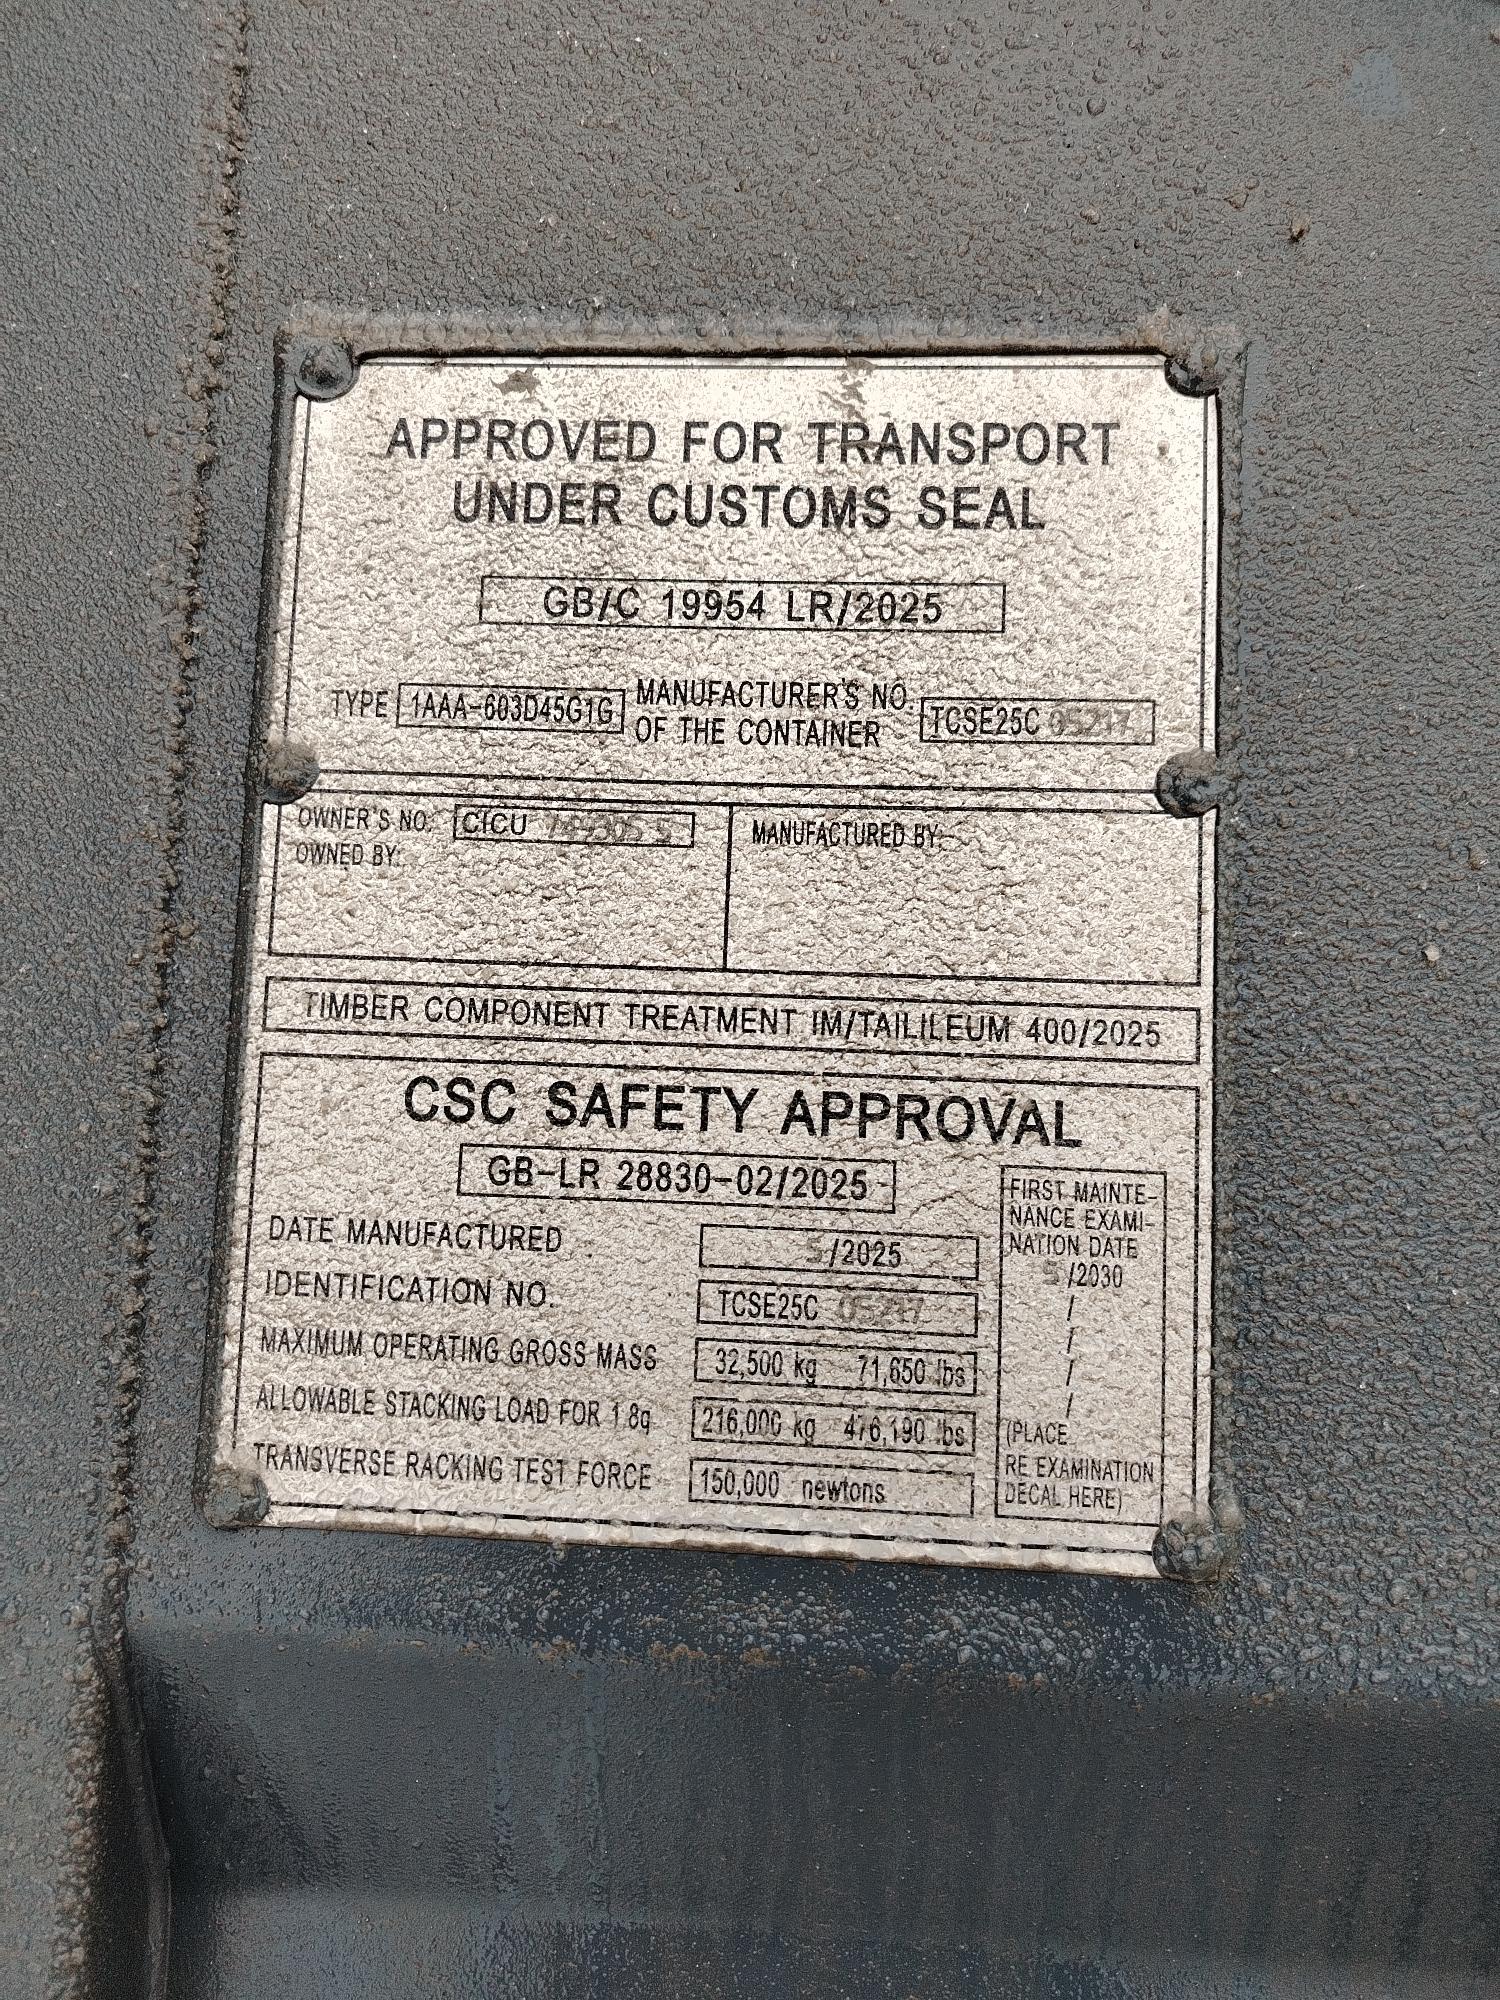 APPROVED FOR TRANSPORT
UNDER CUSTOMS SEAL
GB/C 19954 LR/2025
TYPE 1AAA-603D45G1G MANUFACTURER'S NO. OF THE CONTAINER TCSE25C
OWNER'S NO. CICU
OWNED BY:
MANUFACTURED BY:
TIMBER COMPONENT TREATMENT IM/TAILILEUM 400/2025
CSC SAFETY APPROVAL
GB-LR 28830-02/2025
DATE MANUFACTURED 5/2025
IDENTIFICATION NO. TCSE25C
MAXIMUM OPERATING GROSS MASS 32,500 kg 71,650 lbs
ALLOWABLE STACKING LOAD FOR 1.8g 216,000 kg 476,190 lbs
TRANSVERSE RACKING TEST FORCE 150,000 newtons
FIRST MAINTE-
NANCE EXAMI-
NATION DATE
5/2030
/
/
/
/
(PLACE
RE EXAMINATION
DECAL HERE)